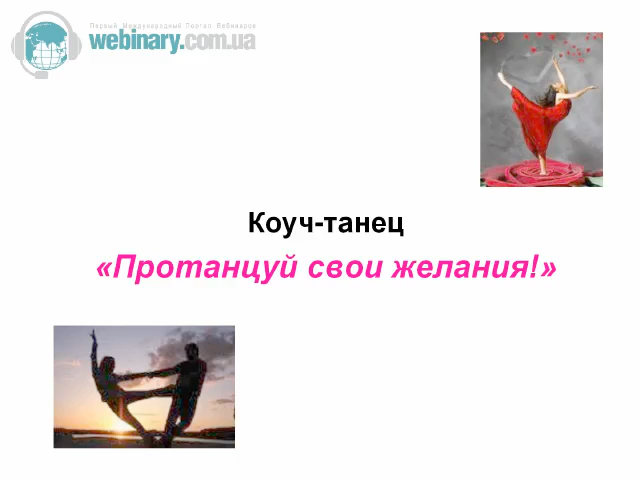 Первый Международный Портал Вебинаров
webinary.com.ua
Коуч-танец
«Протанцуй свои желания!»